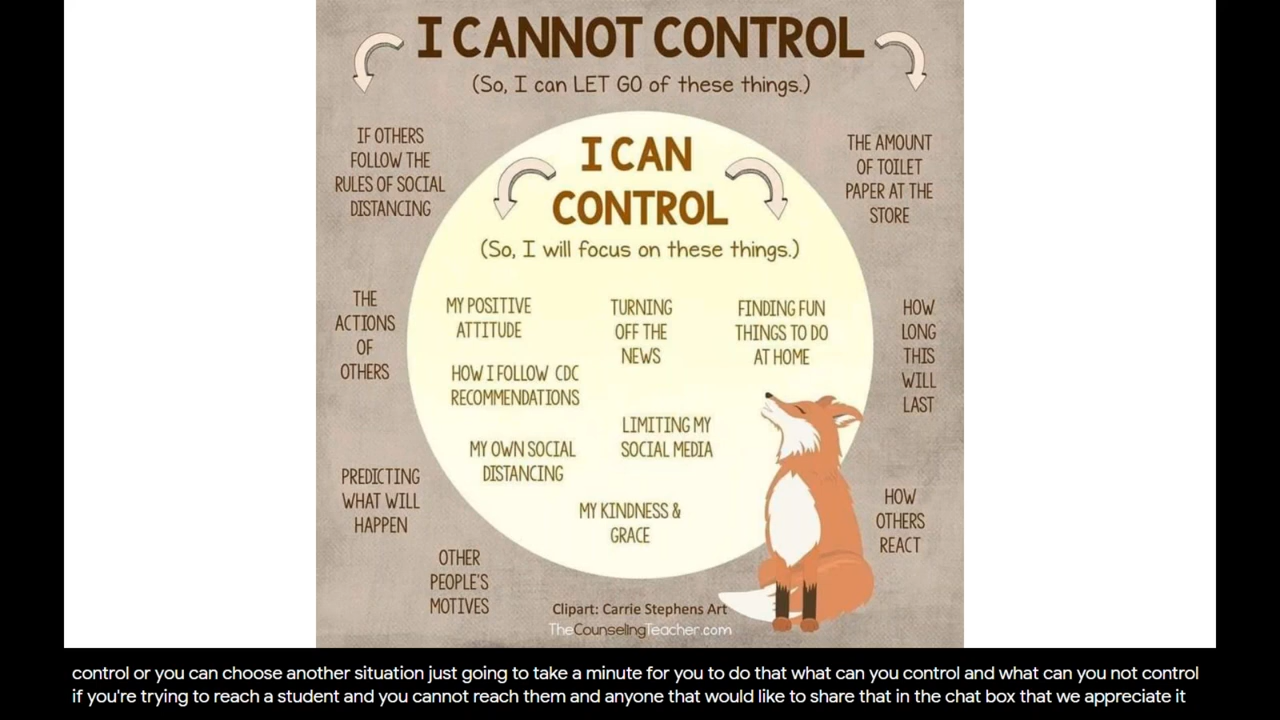 I CANNOT CONTROL
(So, I can LET GO of these things.)
IF OTHERS
FOLLOW THE
RULES OF SOCIAL
DISTANCING
THE AMOUNT
OF TOILET
PAPER AT THE
STORE
I CAN
CONTROL
(So, I will focus on these things.)
THE
ACTIONS
OF
OTHERS
MY POSITIVE
ATTITUDE
TURNING
OFF THE
NEWS
FINDING FUN
THINGS TO DO
AT HOME
HOW
LONG
THIS
WILL
LAST
HOW I FOLLOW CDC
RECOMMENDATIONS
LIMITING MY
SOCIAL MEDIA
MY OWN SOCIAL
DISTANCING
PREDICTING
WHAT WILL
HAPPEN
MY KINDNESS &
GRACE
HOW
OTHERS
REACT
OTHER
PEOPLE'S
MOTIVES
Clipart: Carrie Stephens Art
TheCounselingTeacher.com
control or you can choose another situation just going to take a minute for you to do that what can you control and what can you not control
if you're trying to reach a student and you cannot reach them and anyone that would like to share that in the chat box that we appreciate it